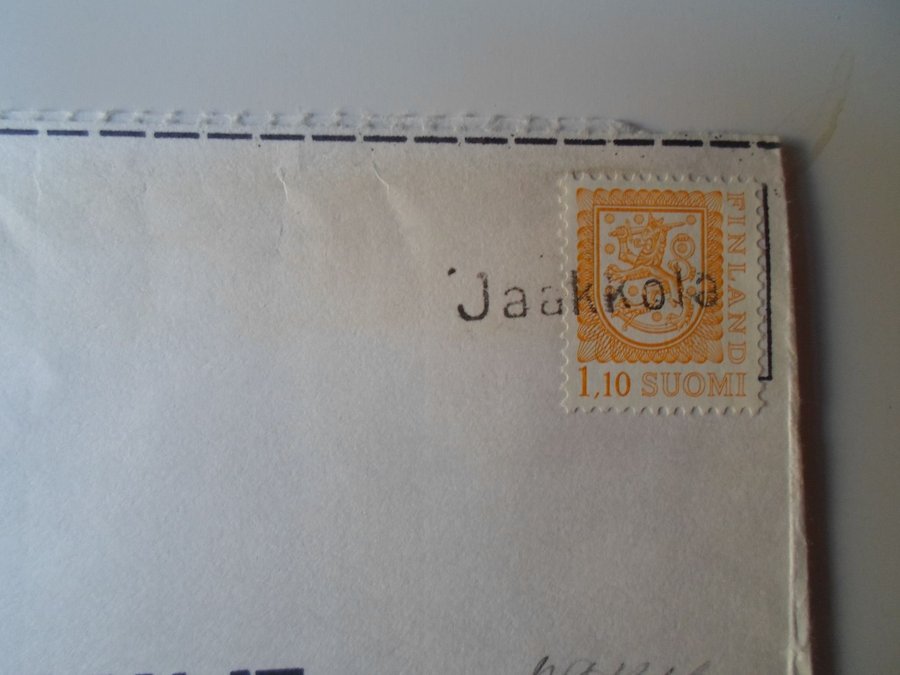 FINLAND
Jaakkola
1,10 SUOMI